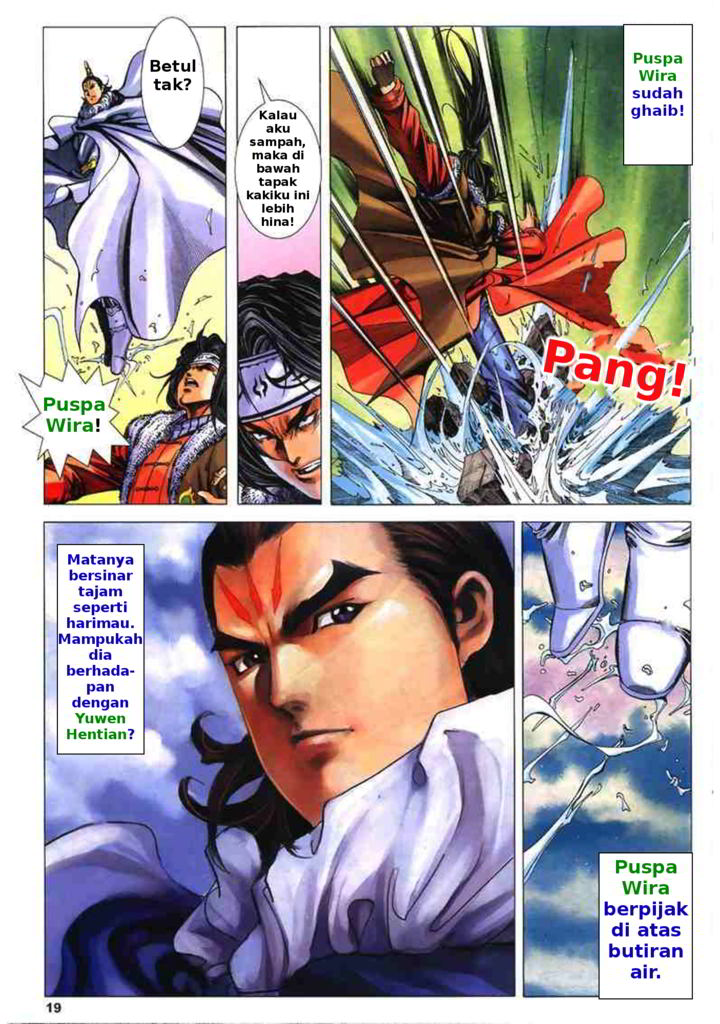 Betul
tak?
Puspa
Wira!
Kalau
aku
sampah,
maka di
bawah
tapak
kakiku ini
lebih
hina!
Puspa
Wira
sudah
ghaib!
Pang!
Matanya
bersinar
tajam
seperti
harimau.
Mampukah
dia
berhada-
pan
dengan
Yuwen
Hentian?
Puspa
Wira
berpijak
di atas
butiran
air.
19